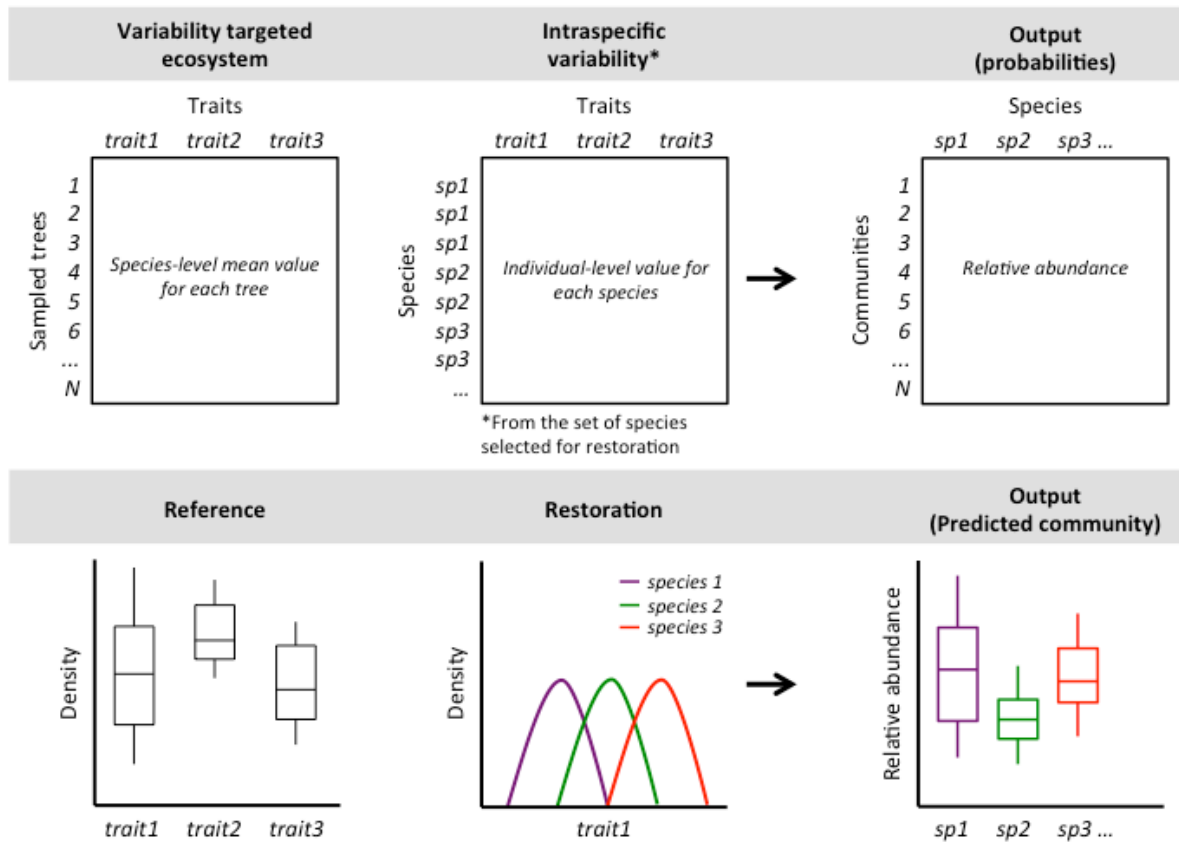 Variability targeted
ecosystem
Intraspecific
variability*
Output
(probabilities)
Traits
trait1 trait2 trait3
Sampled trees
1
2
3
4
5
6
...
N
Species-level mean value
for each tree
Traits
trait1 trait2 trait3
Species
sp1
sp1
sp1
sp2
sp2
sp3
sp3
...
Individual-level value for
each species
*From the set of species
selected for restoration
Species
sp1 sp2 sp3 ...
Communities
1
2
3
4
5
6
...
N
Relative abundance
Reference
Restoration
Output
(Predicted community)
Density
trait1 trait2 trait3
Density
species 1
species 2
species 3
trait1
Relative abundance
sp1 sp2 sp3 ...